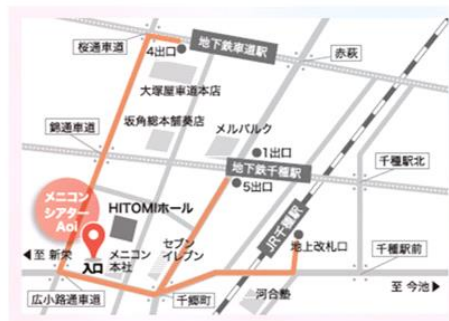 桜通車道
4出口
地下鉄車道駅
赤萩
大塚屋車道本店
坂角総本舗葵店
メルパルク
1出口
錦通車道
地下鉄千種駅
千種駅北
5出口
メニコン
シアター
Aoi
HITOMIホール
JR千種駅
地上改札口
セブン
イレブン
至 新栄
入口
メニコン
本社
千種駅前
至 今池
広小路通車道
千郷町
河合塾